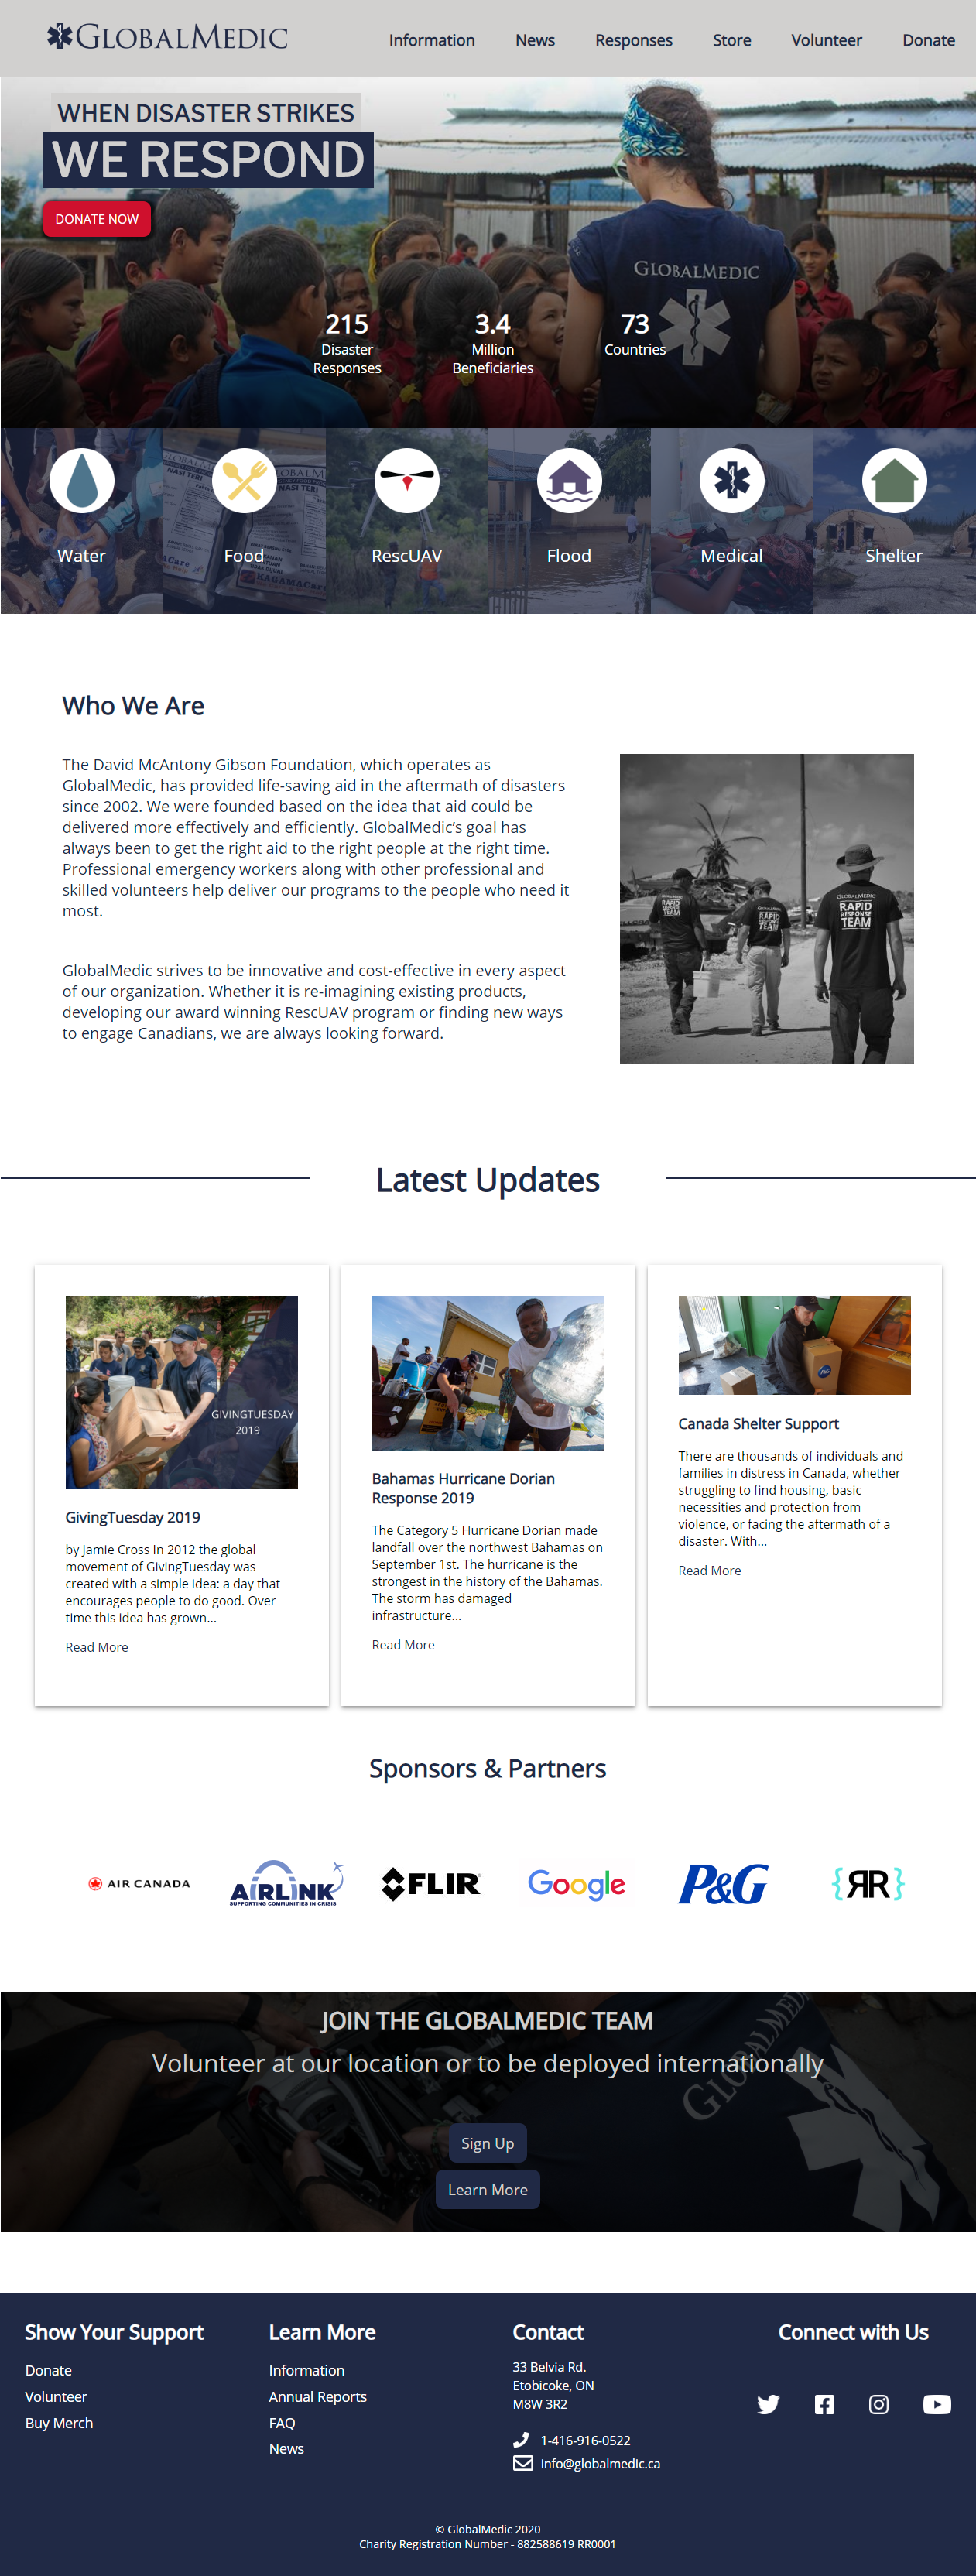 GLOBALMEDIC
Information News Responses Store Volunteer Donate
WHEN DISASTER STRIKES
WE RESPOND
DONATE NOW
GLOBALMEDIC
215 3.4 73
Disaster Million Countries
Responses Beneficiaries
Water Food RescUAV Flood Medical Shelter
Who We Are
The David McAntony Gibson Foundation, which operates as
GlobalMedic, has provided life-saving aid in the aftermath of disasters
since 2002. We were founded based on the idea that aid could be
delivered more effectively and efficiently. GlobalMedic’s goal has
always been to get the right aid to the right people at the right time.
Professional emergency workers along with other professional and
skilled volunteers help deliver our programs to the people who need it
most.
GlobalMedic strives to be innovative and cost-effective in every aspect
of our organization. Whether it is re-imagining existing products,
developing our award winning RescUAV program or finding new ways
to engage Canadians, we are always looking forward.
GLOBALMEDIC
RAPID
RESPONSE
TEAM
Latest Updates
GIVINGTUESDAY
2019
GivingTuesday 2019
by Jamie Cross In 2012 the global
movement of GivingTuesday was
created with a simple idea: a day that
encourages people to do good. Over
time this idea has grown...
Read More
Bahamas Hurricane Dorian
Response 2019
The Category 5 Hurricane Dorian made
landfall over the northwest Bahamas on
September 1st. The hurricane is the
strongest in the history of the Bahamas.
The storm has damaged
infrastructure...
Read More
Canada Shelter Support
There are thousands of individuals and
families in distress in Canada, whether
struggling to find housing, basic
necessities and protection from
violence, or facing the aftermath of a
disaster. With...
Read More
Sponsors & Partners
AIR CANADA
AIRLINK
SUPPORTING COMMUNITIES IN CRISIS
FLIR
Google
P&G
{RR}
JOIN THE GLOBALMEDIC TEAM
Volunteer at our location or to be deployed internationally
GLOBALMEDIC
Sign Up
Learn More
Show Your Support
Donate
Volunteer
Buy Merch
Learn More
Information
Annual Reports
FAQ
News
Contact
33 Belvia Rd.
Etobicoke, ON
M8W 3R2
1-416-916-0522
info@globalmedic.ca
Connect with Us
© GlobalMedic 2020
Charity Registration Number - 882588619 RR0001